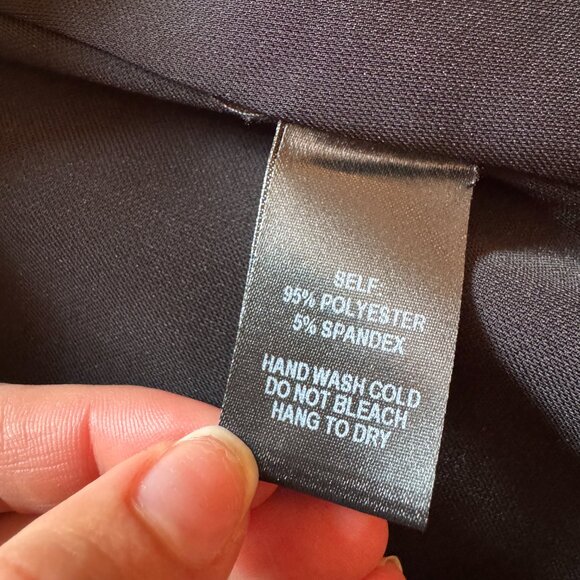 SELF
95% POLYESTER
5% SPANDEX
HAND WASH COLD
DO NOT BLEACH
HANG TO DRY